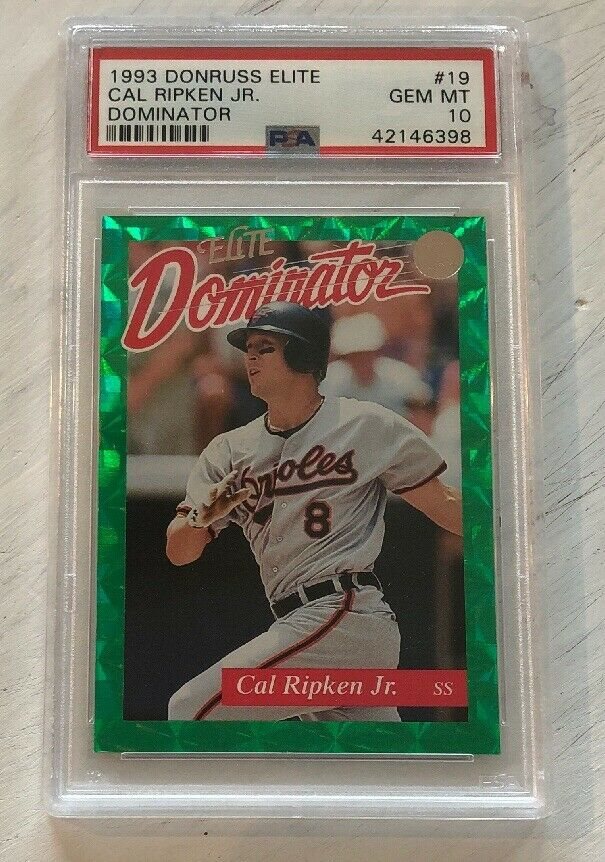 1993 DONRUSS ELITE #19
CAL RIPKEN JR. GEM MT
DOMINATOR 10
PSA 42146398
ELITE
Dominator
Orioles
8
Cal Ripken Jr. SS